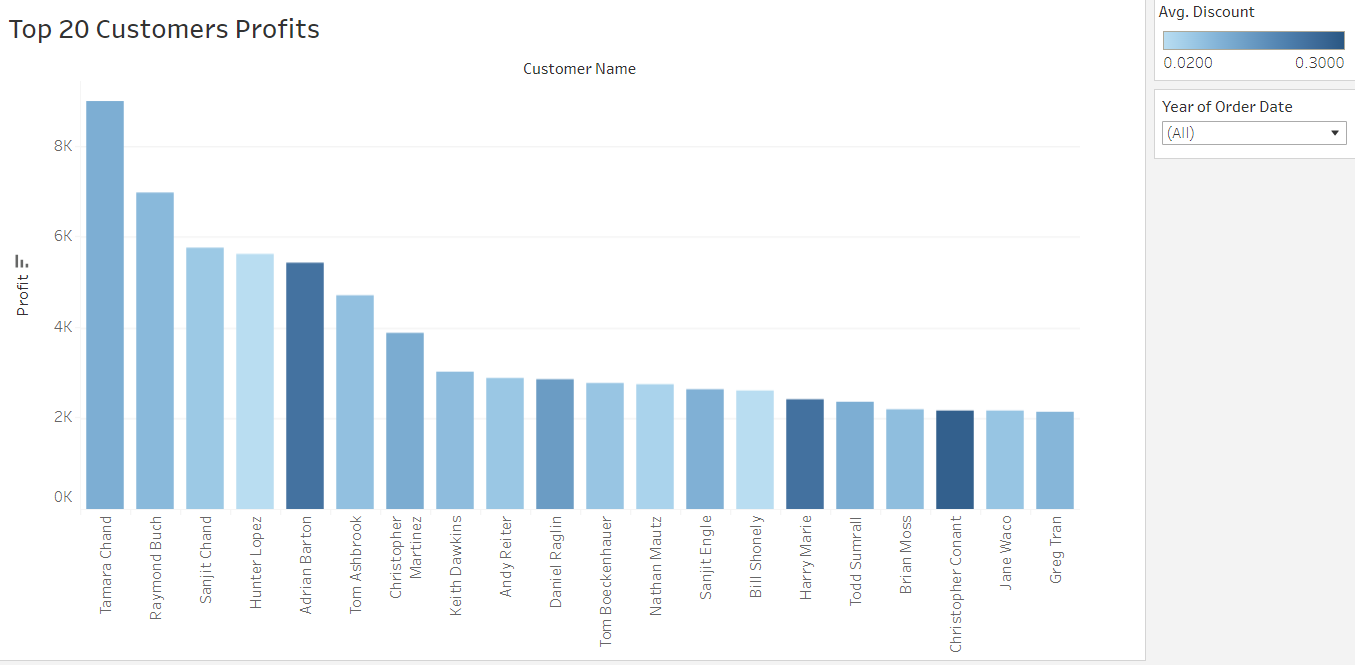 Top 20 Customers Profits
Customer Name
Profit
8K
6K
4K
2K
0K
Tamara Chand
Raymond Buch
Sanjit Chand
Hunter Lopez
Adrian Barton
Tom Ashbrook
Christopher
Martinez
Keith Dawkins
Andy Reiter
Daniel Raglin
Tom Boeckenhauer
Nathan Mautz
Sanjit Engle
Bill Shonely
Harry Marie
Todd Sumrall
Brian Moss
Christopher Conant
Jane Waco
Greg Tran
Avg. Discount
0.0200 0.3000
Year of Order Date
(All)